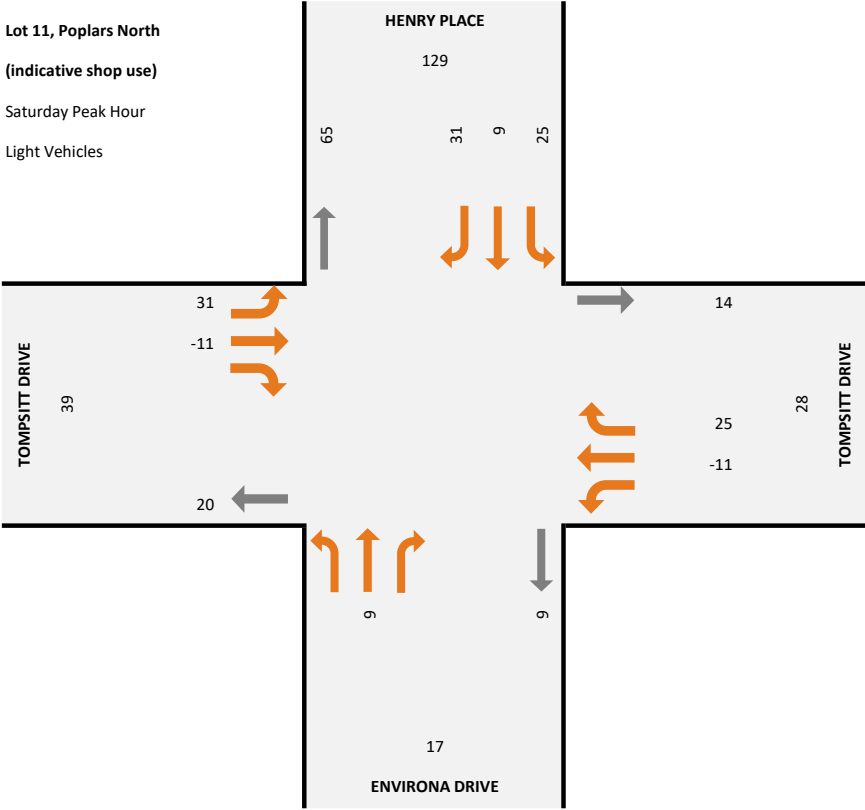 Lot 11, Poplars North
(indicative shop use)
Saturday Peak Hour
Light Vehicles
HENRY PLACE
129
65
31
9
25
31
-11
20
TOMPSITT DRIVE
39
14
25
-11
28
TOMPSITT DRIVE
9
9
17
ENVIRONA DRIVE